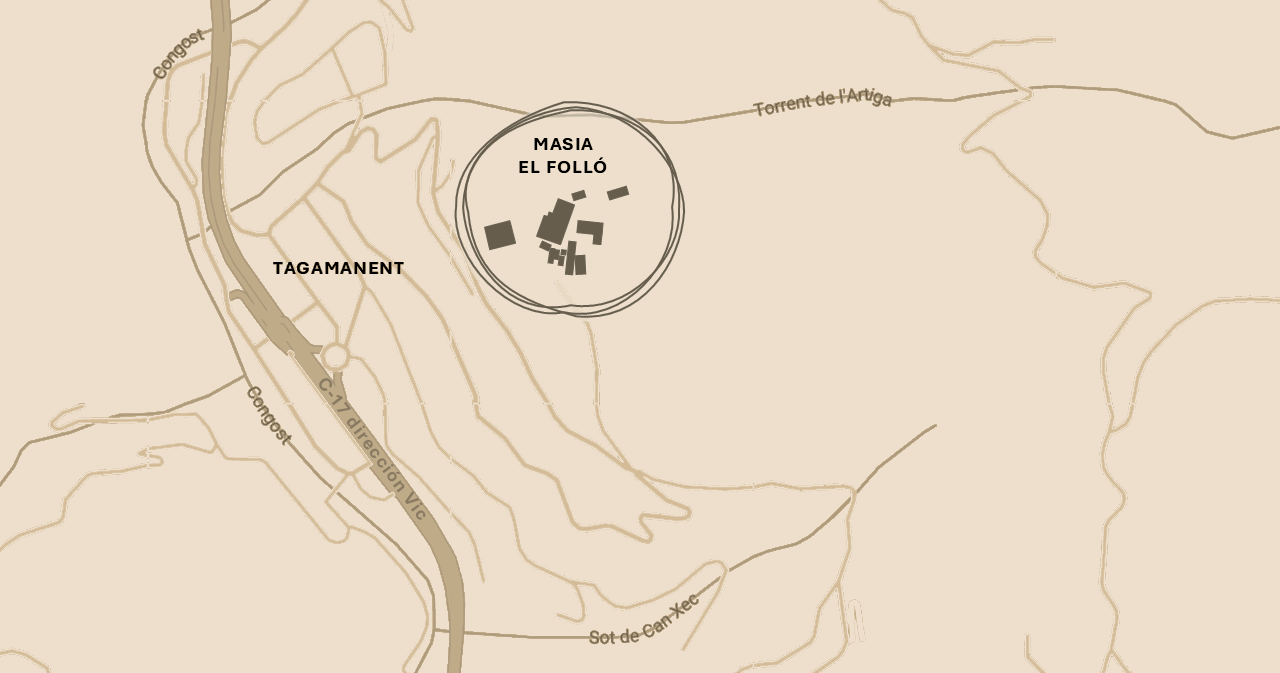 Congost
Torrent de l'Artiga
MASIA
EL FOLLÓ
TAGAMANENT
C-17 dirección Vic
Congost
Sot de Can Xec